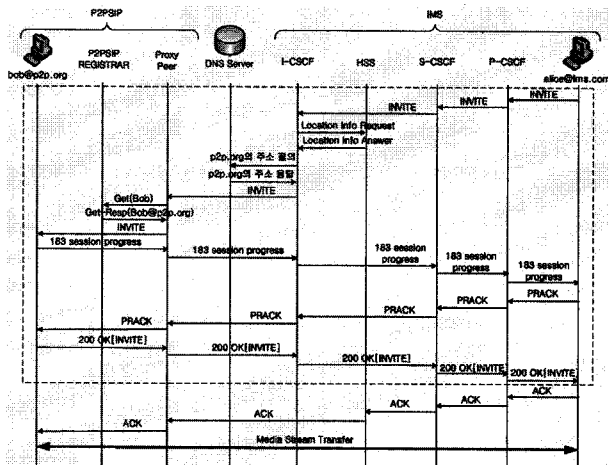 P2PSIP
IMS
P2PSIP
REGISTRAR
Proxy
Peer
DNS Server
I-CSCF
HSS
S-CSCF
P-CSCF
bob@p2p.org
alice@ims.com
INVITE
INVITE
INVITE
Location Info Request
Location Info Answer
p2p.org의 주소 질의
p2p.org의 주소 응답
INVITE
Get(Bob)
Get-Resp(Bob@p2p.org)
INVITE
183 session progress
183 session progress
183 session
progress
183 session
progress
183 session
progress
PRACK
PRACK
PRACK
PRACK
PRACK
200 OK[INVITE]
200 OK[INVITE]
200 OK[INVITE]
200 OK[INVITE]
200 OK[INVITE]
ACK
ACK
ACK
ACK
ACK
Media Stream Transfer